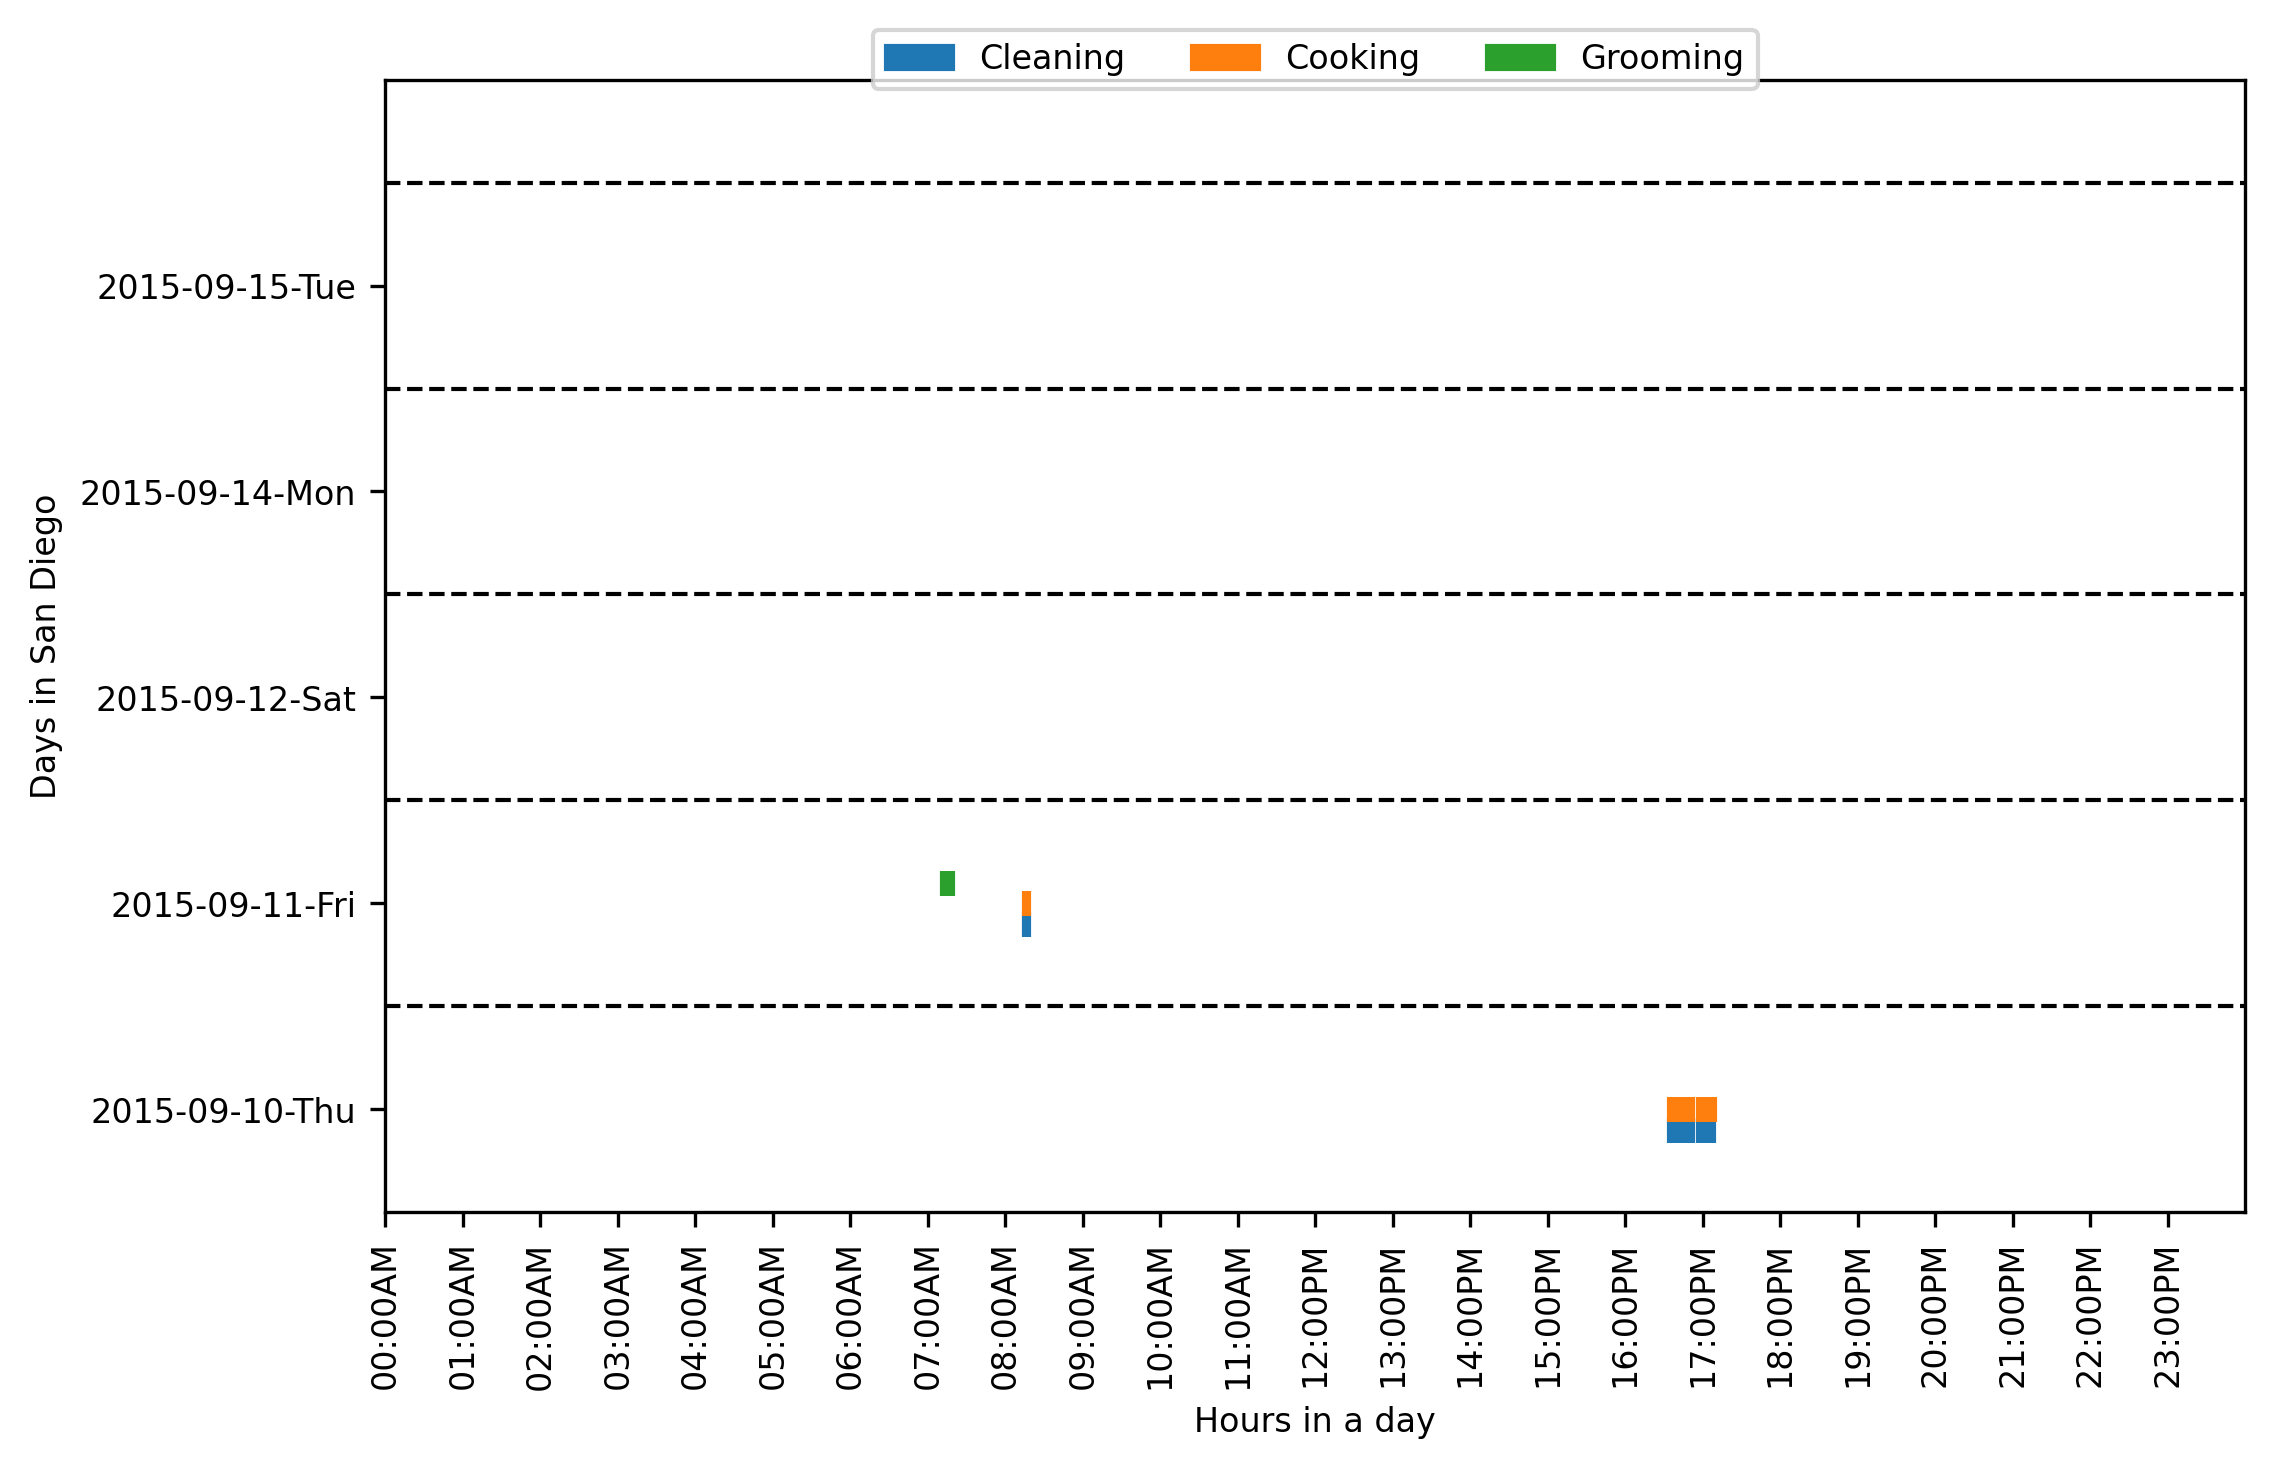 Cleaning Cooking Grooming
2015-09-15-Tue
2015-09-14-Mon
2015-09-12-Sat
2015-09-11-Fri
2015-09-10-Thu
Days in San Diego
00:00AM
01:00AM
02:00AM
03:00AM
04:00AM
05:00AM
06:00AM
07:00AM
08:00AM
09:00AM
10:00AM
11:00AM
12:00PM
13:00PM
14:00PM
15:00PM
16:00PM
17:00PM
18:00PM
19:00PM
20:00PM
21:00PM
22:00PM
23:00PM
Hours in a day